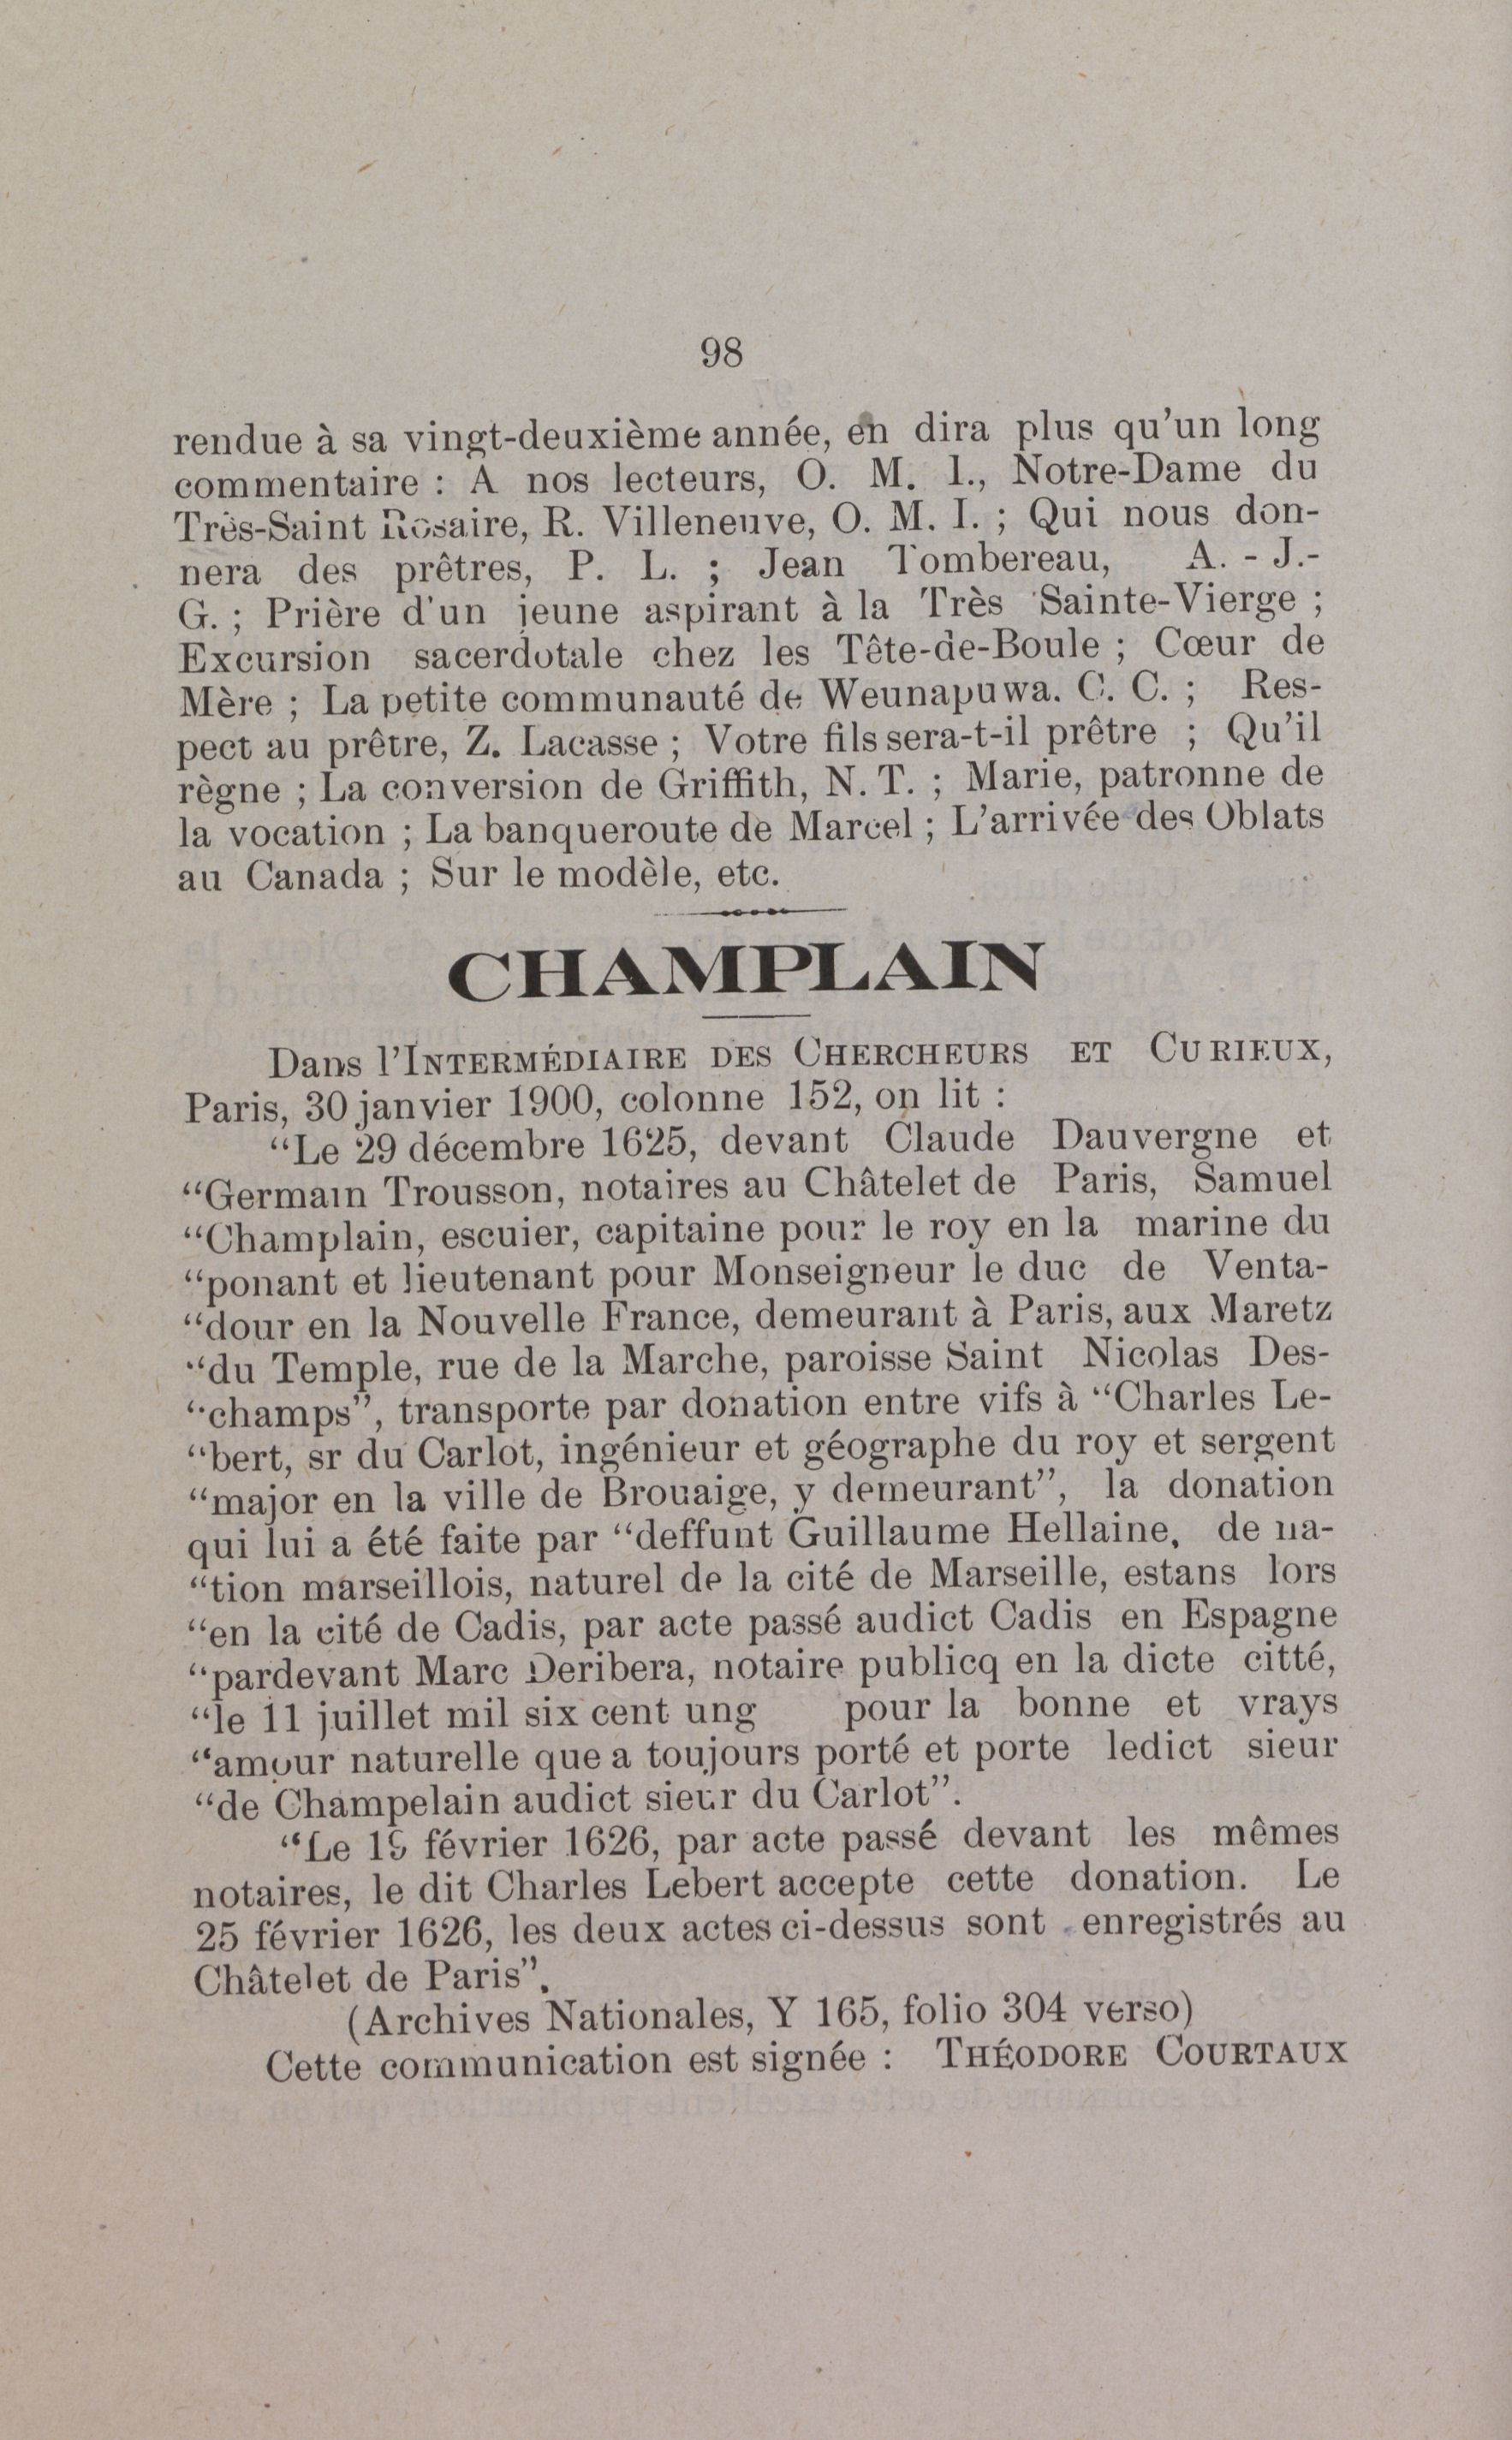 98
rendue à sa vingt-deuxième année, en dira plus qu'un long
commentaire : A nos lecteurs, O. M. I., Notre-Dame du
Très-Saint Rosaire, R. Villeneuve, O. M. I. ; Qui nous don-
nera des prêtres, P. L. ; Jean Tombereau, A. - J.-
G. ; Prière d'un jeune aspirant à la Très Sainte-Vierge ;
Excursion sacerdotale chez les Tête-de-Boule ; Cœur de
Mère ; La petite communauté de Weunapuwa. C. C. ; Res-
pect au prêtre, Z. Lacasse ; Votre fils sera-t-il prêtre ; Qu'il
règne ; La conversion de Griffith, N. T. ; Marie, patronne de
la vocation ; La banqueroute de Marcel ; L'arrivée des Oblats
au Canada ; Sur le modèle, etc.
CHAMPLAIN
Dans l'INTERMÉDIAIRE DES CHERCHEURS ET CURIEUX,
Paris, 30 janvier 1900, colonne 152, on lit :
“Le 29 décembre 1625, devant Claude Dauvergne et
“Germain Trousson, notaires au Châtelet de Paris, Samuel
“Champlain, escuier, capitaine pour le roy en la marine du
“ponant et lieutenant pour Monseigneur le duc de Venta-
“dour en la Nouvelle France, demeurant à Paris, aux Maretz
“du Temple, rue de la Marche, paroisse Saint Nicolas Des-
“champs”, transporte par donation entre vifs à “Charles Le-
“bert, sr du Carlot, ingénieur et géographe du roy et sergent
“major en la ville de Brouaige, y demeurant”, la donation
qui lui a été faite par “deffunt Guillaume Hellaine, de na-
“tion marseillois, naturel de la cité de Marseille, estans lors
“en la cité de Cadis, par acte passé audict Cadis en Espagne
“pardevant Marc Deribera, notaire publicq en la dicte citté,
“le 11 juillet mil six cent ung pour la bonne et vrays
“amour naturelle que a toujours porté et porte ledict sieur
“de Champelain audict sieur du Carlot”.
“Le février 1626, par acte passé devant les mêmes
notaires, le dit Charles Lebert accepte cette donation. Le
25 février 1626, les deux actes ci-dessus sont enregistrés au
Châtelet de Paris”.
(Archives Nationales, Y 165, folio 304 verso)
Cette communication est signée : THÉODORE COURTAUX